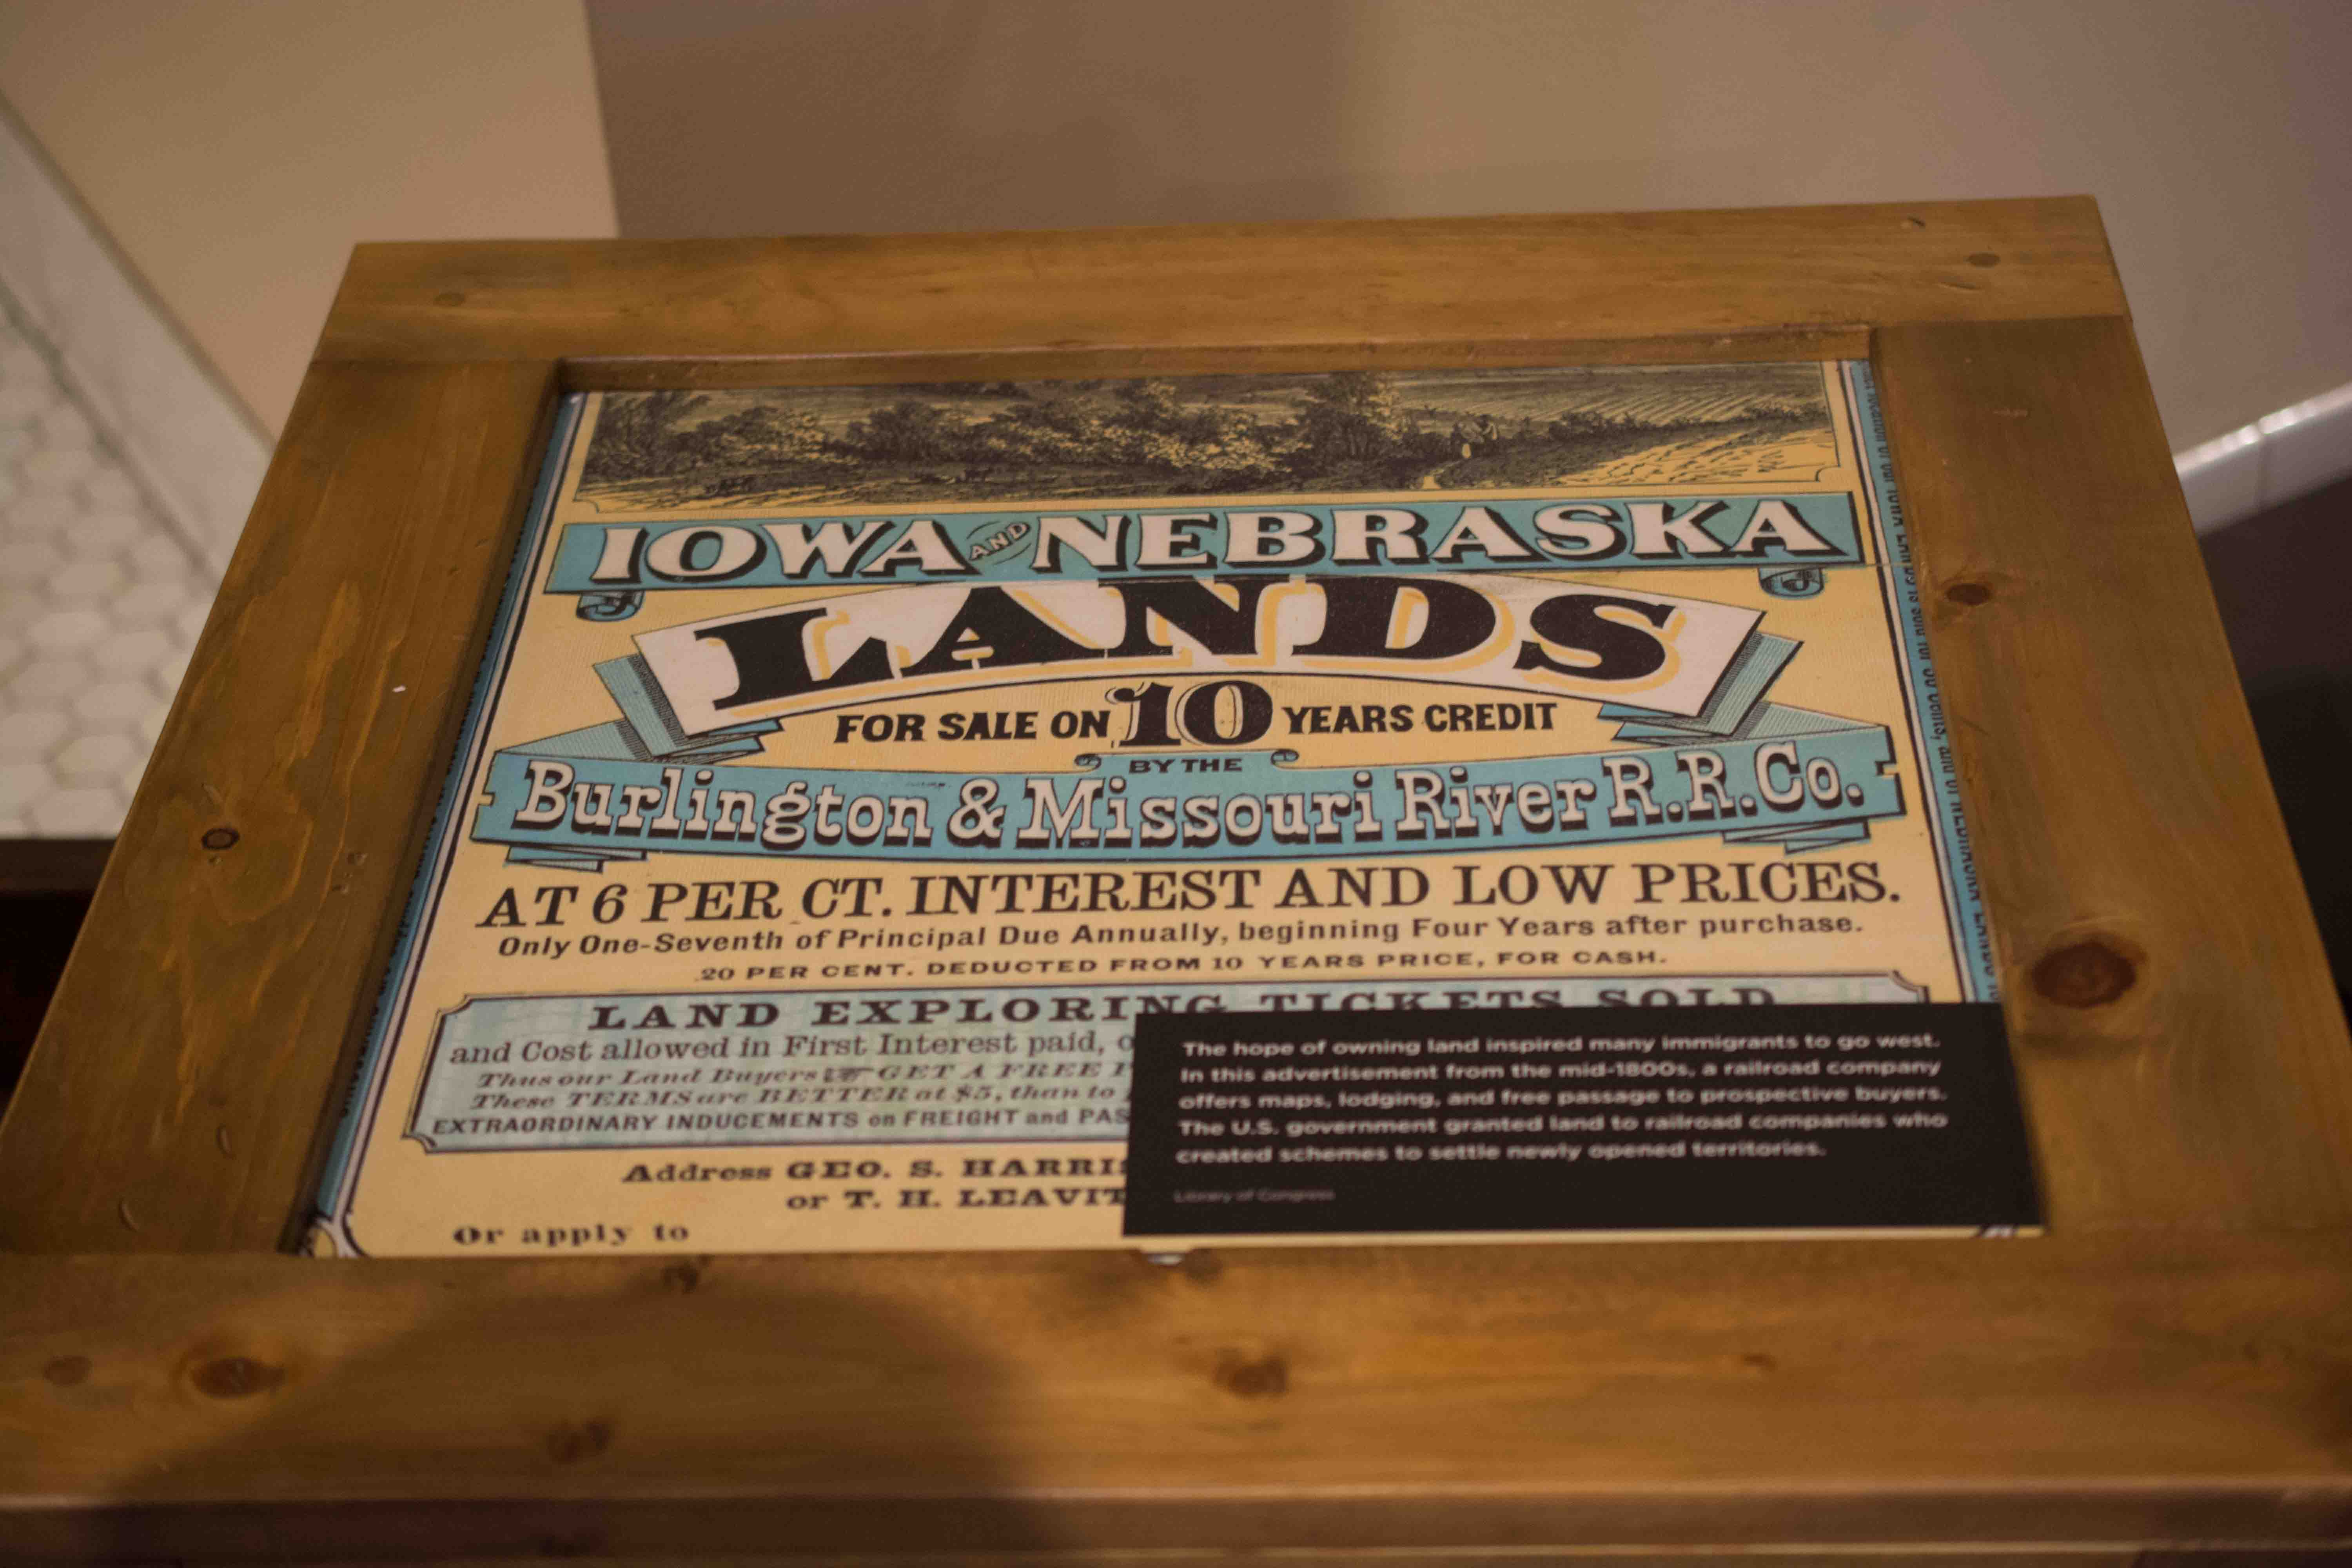 IOWA AND NEBRASKA
LANDS
FOR SALE ON 10 YEARS CREDIT
BY THE
Burlington & Missouri River R.R.Co.
AT 6 PER CT. INTEREST AND LOW PRICES.
Only One-Seventh of Principal Due Annually, beginning Four Years after purchase.
20 PER CENT. DEDUCTED FROM 10 YEARS PRICE, FOR CASH.
LAND EXPLORING TICKETS SOLD
and Cost allowed in First Interest paid,
Thus our Land Buyers ☞ GET A FREE
These TERMS are BETTER at $5, than to
EXTRAORDINARY INDUCEMENTS on FREIGHT and PAS
Address GEO. S. HARRI
or T. H. LEAVIT
Or apply to
The hope of owning land inspired many immigrants to go west.
In this advertisement from the mid-1800s, a railroad company
offers maps, lodging, and free passage to prospective buyers.
The U.S. government granted land to railroad companies who
created schemes to settle newly opened territories.
Library of Congress